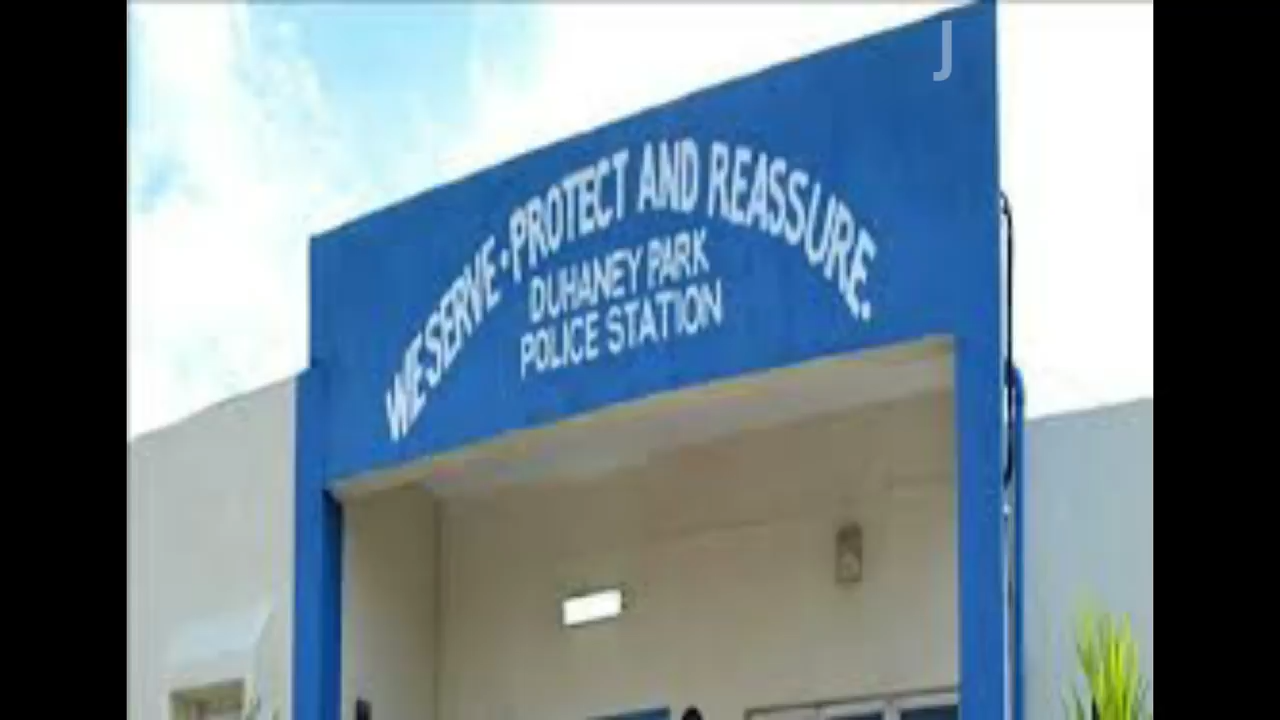 J
WE SERVE • PROTECT AND REASSURE.
DUHANEY PARK
POLICE STATION